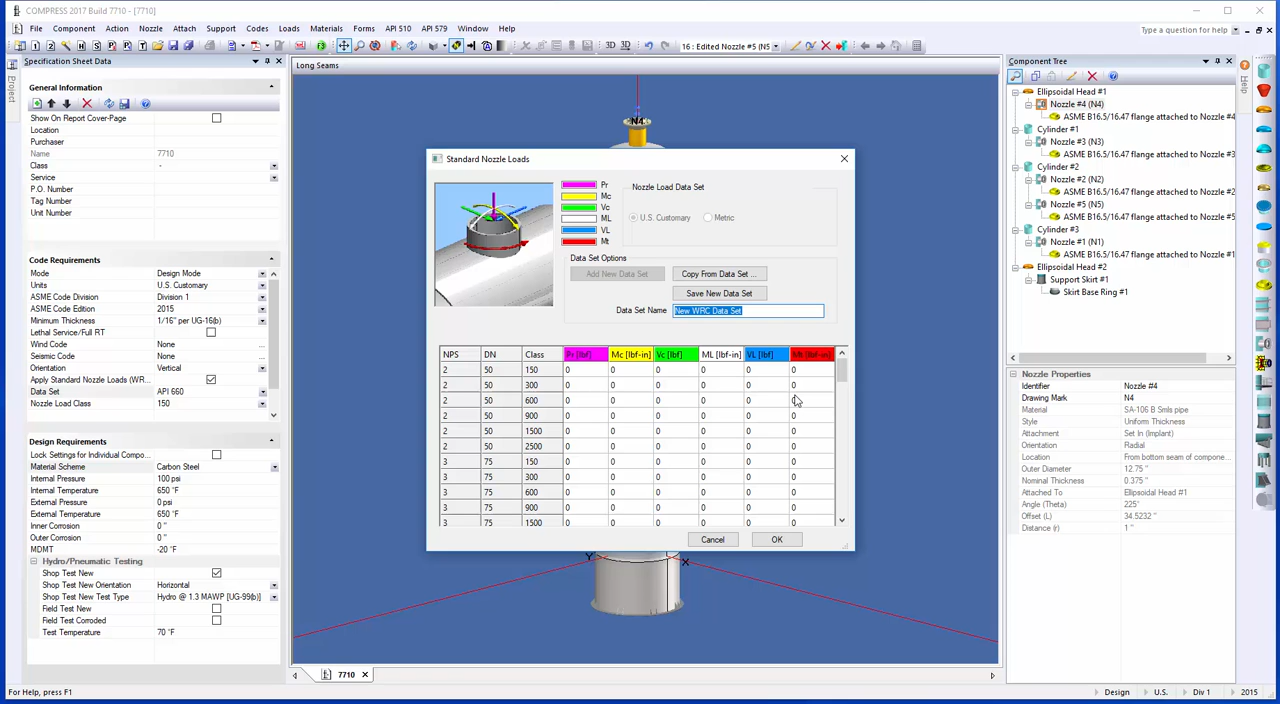 COMPRESS 2017 Build 7710 - [7710]
File Component Action Nozzle Attach Support Codes Loads Materials Forms API 510 API 579 Window Help
Type a question for help
16 : Edited Nozzle #5 (N5
Specification Sheet Data
Project
General Information
Show On Report Cover-Page
Location
Purchaser
Name 7710
Class -
Service
P.O. Number
Tag Number
Unit Number
Code Requirements
Mode Design Mode
Units U.S. Customary
ASME Code Division Division 1
ASME Code Edition 2015
Minimum Thickness 1/16" per UG-16(b)
Lethal Service/Full RT
Wind Code None
Seismic Code None
Orientation Vertical
Apply Standard Nozzle Loads (WR...
Data Set API 660
Nozzle Load Class 150
Design Requirements
Lock Settings for Individual Compo...
Material Scheme Carbon Steel
Internal Pressure 100 psi
Internal Temperature 650 °F
External Pressure 0 psi
External Temperature 650 °F
Inner Corrosion 0 "
Outer Corrosion 0 "
MDMT -20 °F
Hydro/Pneumatic Testing
Shop Test New
Shop Test New Orientation Horizontal
Shop Test New Test Type Hydro @ 1.3 MAWP [UG-99(b)]
Field Test New
Field Test Corroded
Test Temperature 70 °F
Long Seams
N4
Y X
7710
Standard Nozzle Loads
Pr
Mc
Vc
ML
VL
Mt
Nozzle Load Data Set
U.S. Customary Metric
Data Set Options
Add New Data Set Copy From Data Set ...
Save New Data Set
Data Set Name New WRC Data Set
NPS DN Class Pr [lbf] Mc [lbf-in] Vc [lbf] ML [lbf-in] VL [lbf] Mt [lbf-in]
2 50 150 0 0 0 0 0 0
2 50 300 0 0 0 0 0 0
2 50 600 0 0 0 0 0 0
2 50 900 0 0 0 0 0 0
2 50 1500 0 0 0 0 0 0
2 50 2500 0 0 0 0 0 0
3 75 150 0 0 0 0 0 0
3 75 300 0 0 0 0 0 0
3 75 600 0 0 0 0 0 0
3 75 900 0 0 0 0 0 0
3 75 1500 0 0 0 0 0 0
Cancel OK
Component Tree
Help
Ellipsoidal Head #1
Nozzle #4 (N4)
ASME B16.5/16.47 flange attached to Nozzle #4
Cylinder #1
Nozzle #3 (N3)
ASME B16.5/16.47 flange attached to Nozzle #3
Cylinder #2
Nozzle #2 (N2)
ASME B16.5/16.47 flange attached to Nozzle #2
Nozzle #5 (N5)
ASME B16.5/16.47 flange attached to Nozzle #5
Cylinder #3
Nozzle #1 (N1)
ASME B16.5/16.47 flange attached to Nozzle #1
Ellipsoidal Head #2
Support Skirt #1
Skirt Base Ring #1
Nozzle Properties
Identifier Nozzle #4
Drawing Mark N4
Material SA-106 B Smls pipe
Style Uniform Thickness
Attachment Set In (Implant)
Orientation Radial
Location From bottom seam of compone...
Outer Diameter 12.75 "
Nominal Thickness 0.375 "
Attached To Ellipsoidal Head #1
Angle (Theta) 225°
Offset (L) 34.5232 "
Distance (r) 1 "
For Help, press F1
Design U.S. Div 1 2015